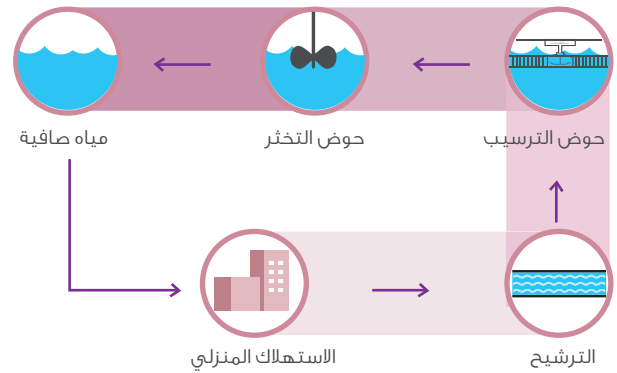 حوض الترسيب
حوض التخثر
مياه صافية
الترشيح
الاستهلاك المنزلي